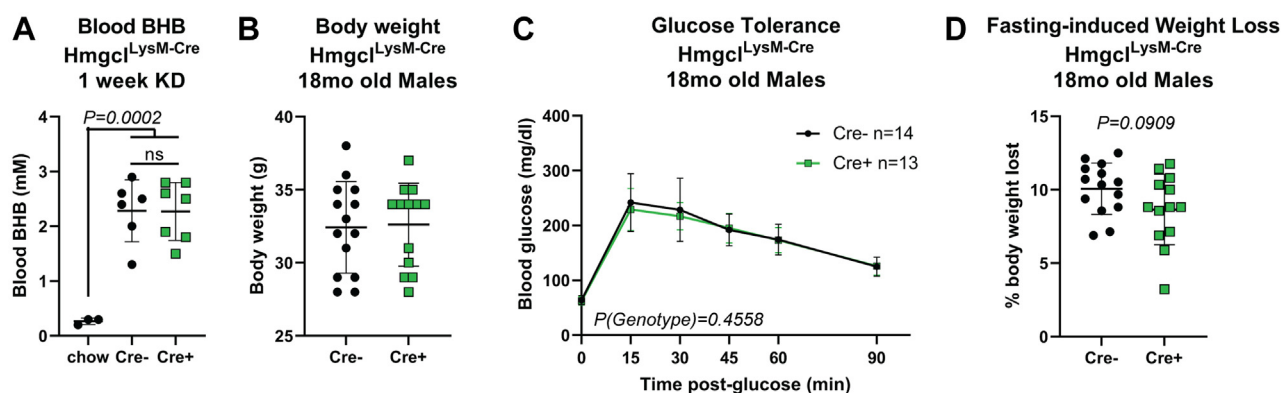 A
Blood BHB
Hmgcl^LysM-Cre
1 week KD
P=0.0002
ns
Blood BHB (mM)
4
3
2
1
0
chow Cre- Cre+
B
Body weight
Hmgcl^LysM-Cre
18mo old Males
Body weight (g)
40
35
30
25
Cre- Cre+
C
Glucose Tolerance
Hmgcl^LysM-Cre
18mo old Males
Blood glucose (mg/dl)
400
300
200
100
0
Cre- n=14
Cre+ n=13
P(Genotype)=0.4558
0 15 30 45 60 90
Time post-glucose (min)
D
Fasting-induced Weight Loss
Hmgcl^LysM-Cre
18mo old Males
P=0.0909
% body weight lost
15
10
5
0
Cre- Cre+